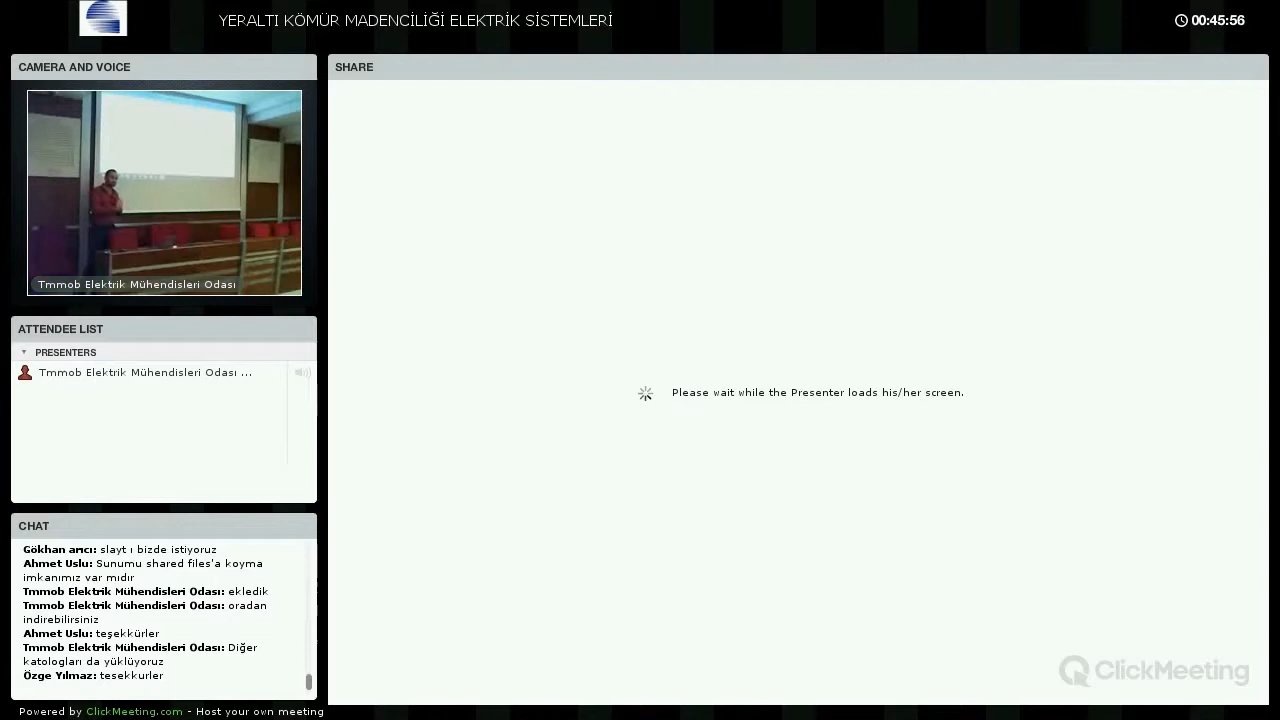 YERALTI KÖMÜR MADENCİLİĞİ ELEKTRİK SİSTEMLERİ
00:45:56
CAMERA AND VOICE
Tmmob Elektrik Mühendisleri Odası
ATTENDEE LIST
PRESENTERS
Tmmob Elektrik Mühendisleri Odası ...
CHAT
Gökhan arıcı: slayt ı bizde istiyoruz
Ahmet Uslu: Sunumu shared files'a koyma
imkanımız var mıdır
Tmmob Elektrik Mühendisleri Odası: ekledik
Tmmob Elektrik Mühendisleri Odası: oradan
indirebilirsiniz
Ahmet Uslu: teşekkürler
Tmmob Elektrik Mühendisleri Odası: Diğer
katologları da yüklüyoruz
Özge Yılmaz: tesekkurler
SHARE
Please wait while the Presenter loads his/her screen.
ClickMeeting
Powered by ClickMeeting.com - Host your own meeting